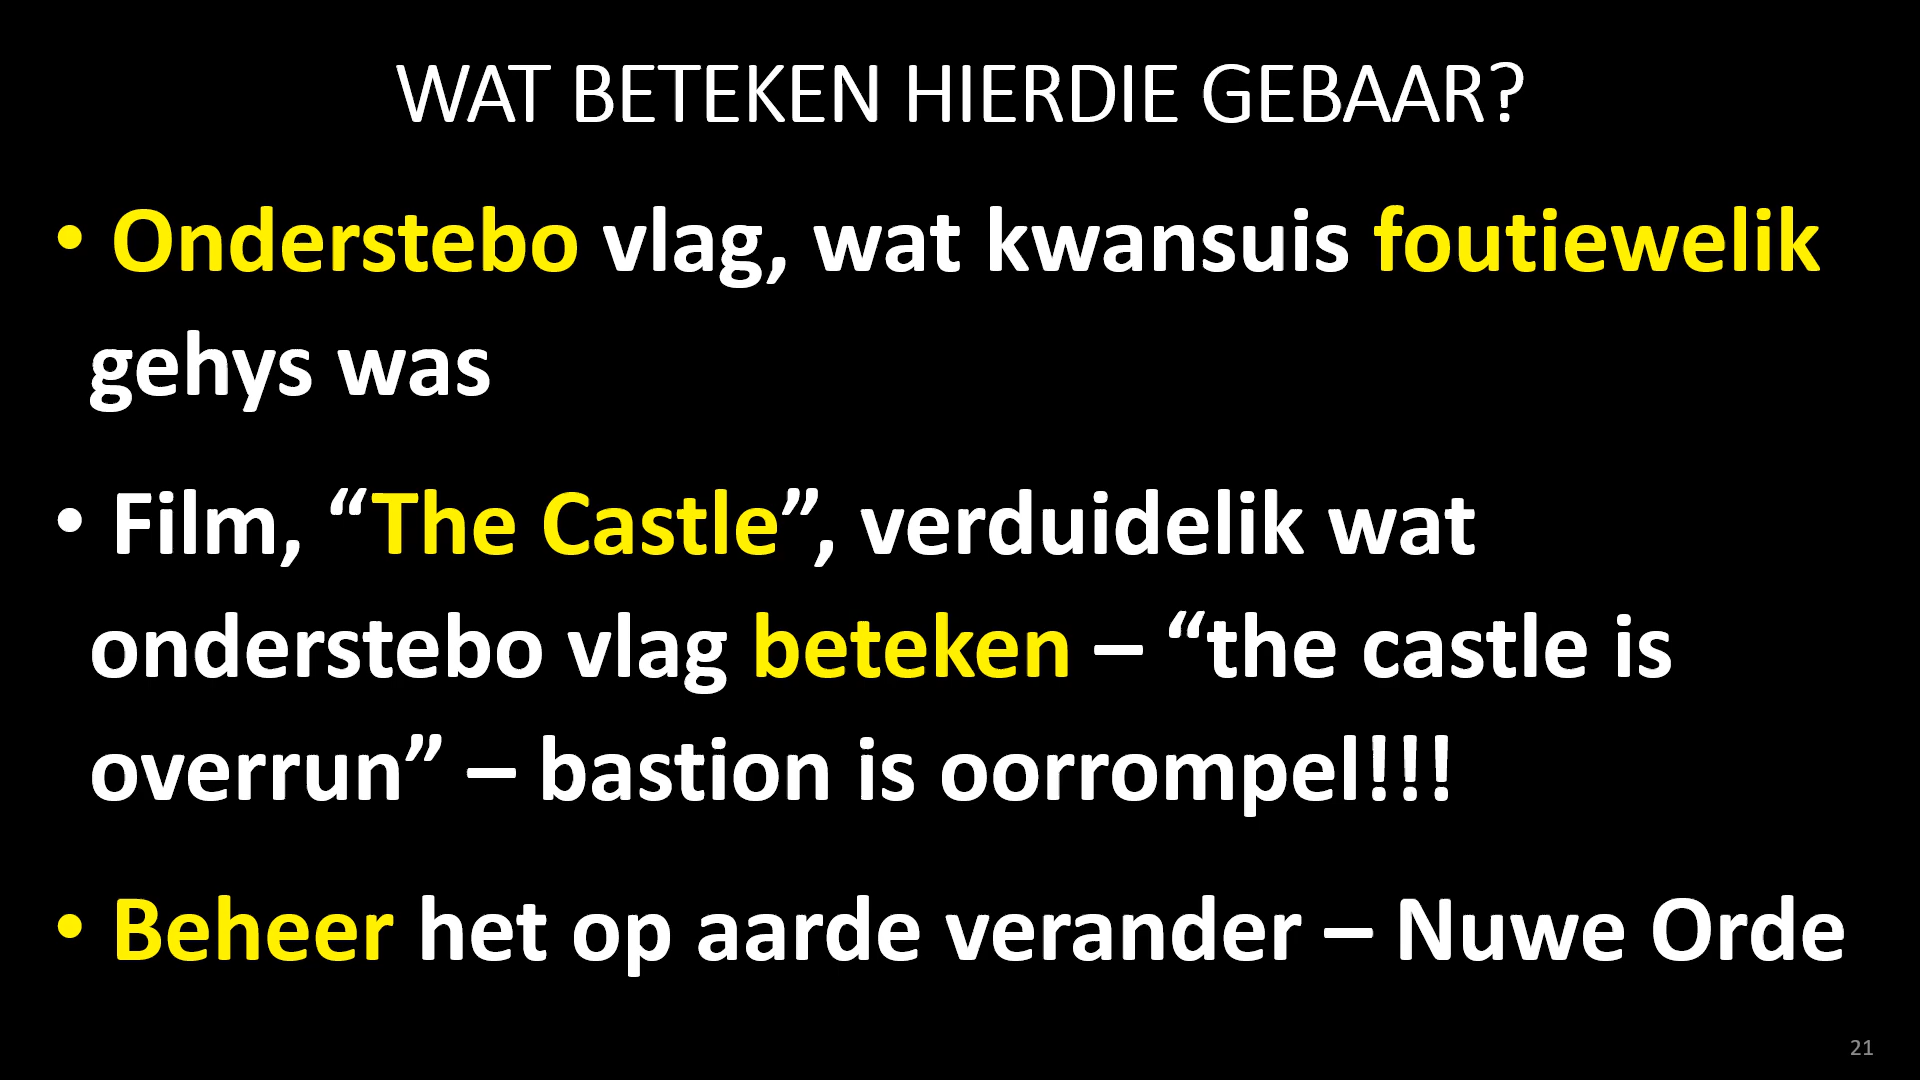 WAT BETEKEN HIERDIE GEBAAR?
• Onderstebo vlag, wat kwansuis foutiewelik
gehys was
• Film, “The Castle”, verduidelik wat
onderstebo vlag beteken – “the castle is
overrun” – bastion is oorrompel!!!
• Beheer het op aarde verander – Nuwe Orde
21